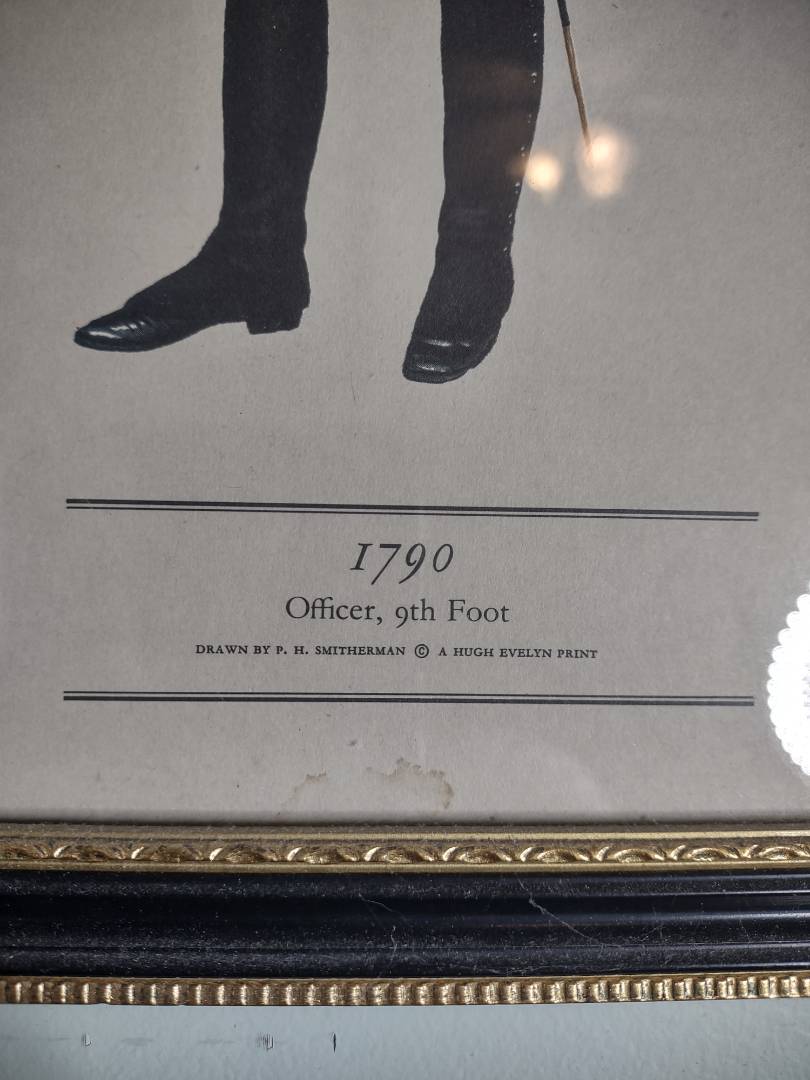 1790
Officer, 9th Foot
DRAWN BY P. H. SMITHERMAN © A HUGH EVELYN PRINT